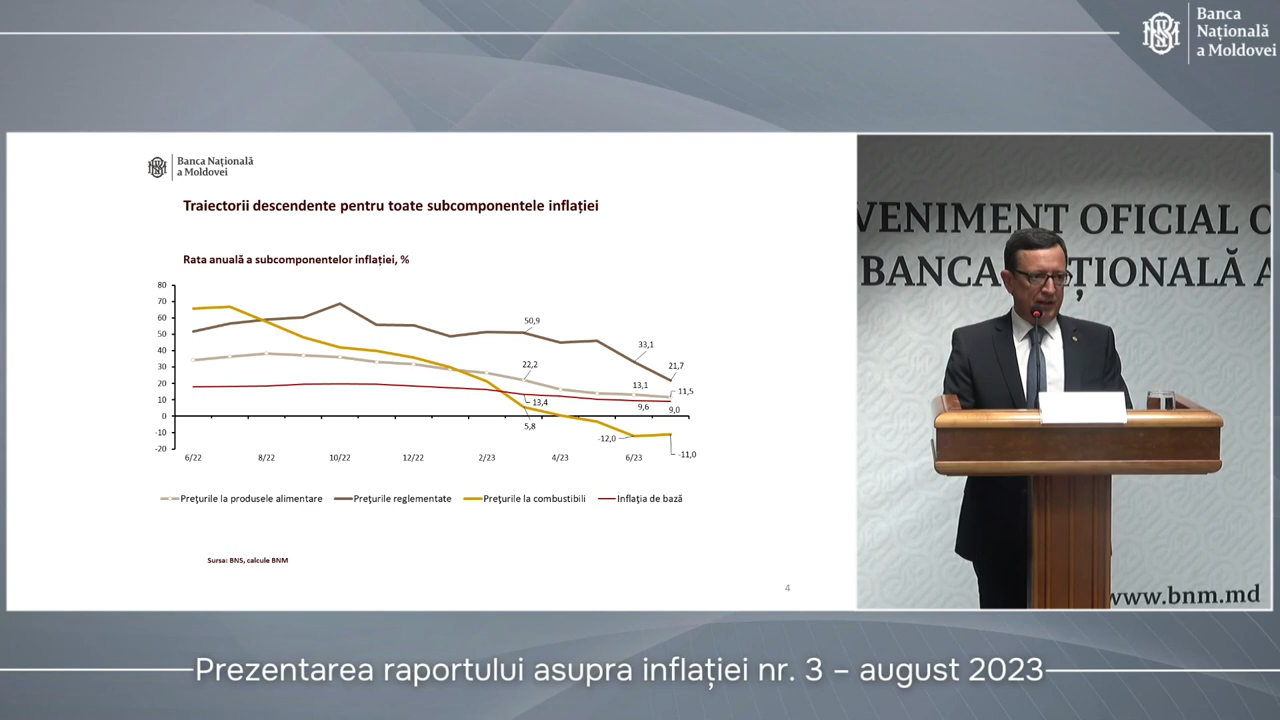 Banca
Națională
a Moldovei
Banca Națională
a Moldovei
Traiectorii descendente pentru toate subcomponentele inflației
Rata anuală a subcomponentelor inflației, %
80
70
60
50
40
30
20
10
0
-10
-20
50,9
33,1
21,7
22,2
13,1
11,5
13,4
9,6
9,0
5,8
-12,0
-11,0
6/22
8/22
10/22
12/22
2/23
4/23
6/23
Preţurile la produsele alimentare
Preţurile reglementate
Preţurile la combustibili
Inflaţia de bază
Sursa: BNS, calcule BNM
4
VENIMENT OFICIAL
BANCA NAȚIONALĂ A
www.bnm.md
Prezentarea raportului asupra inflației nr. 3 – august 2023